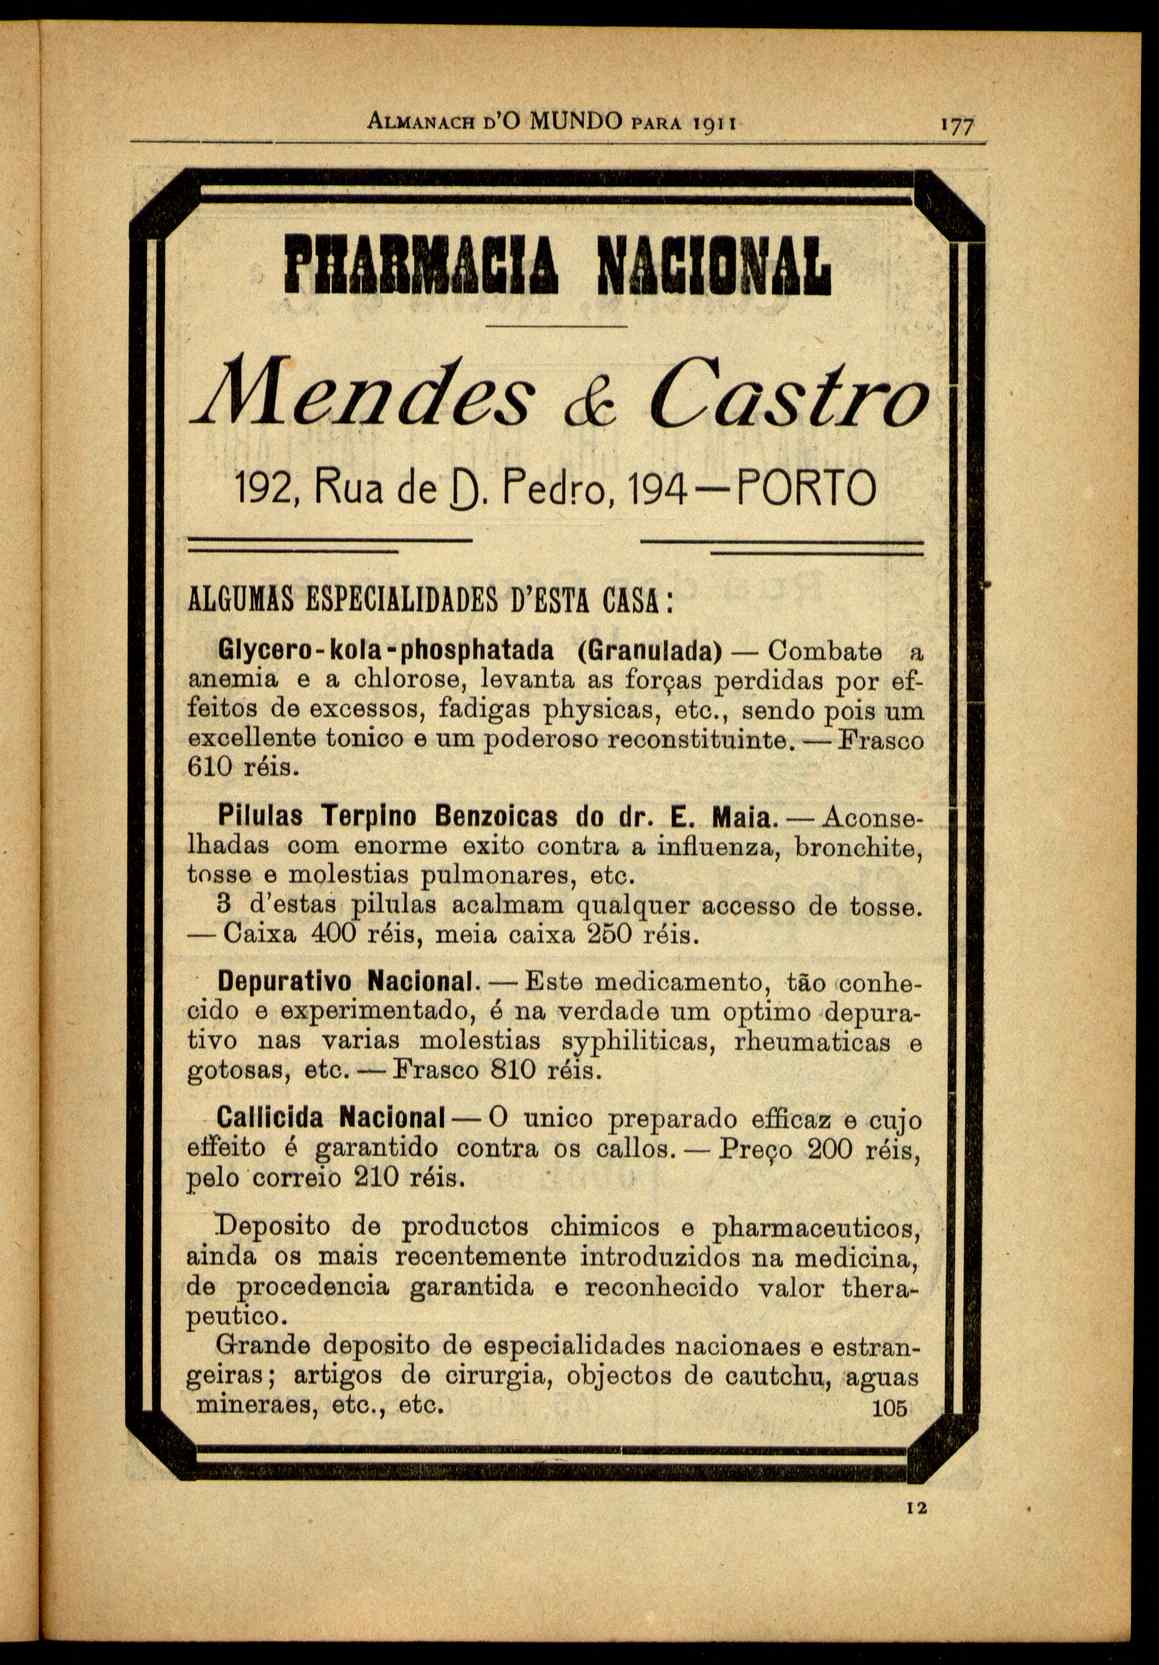 ALMANACH D'O MUNDO PARA 1911 177
PHARMACIA NACIONAL
Mendes & Castro
192, Rua de D. Pedro, 194—PORTO
ALGUMAS ESPECIALIDADES D'ESTA CASA:
Glycero-kola-phosphatada (Granulada) — Combate a
anemia e a chlorose, levanta as forças perdidas por ef-
feitos de excessos, fadigas physicas, etc., sendo pois um
excellente tonico e um poderoso reconstituinte. — Frasco
610 réis.
Pilulas Terpino Benzoicas do dr. E. Maia. — Aconse-
lhadas com enorme exito contra a influenza, bronchite,
tosse e molestias pulmonares, etc.
3 d'estas pilulas acalmam qualquer accesso de tosse.
— Caixa 400 réis, meia caixa 250 réis.
Depurativo Nacional. — Este medicamento, tão conhe-
cido e experimentado, é na verdade um optimo depura-
tivo nas varias molestias syphiliticas, rheumaticas e
gotosas, etc. — Frasco 810 réis.
Callicida Nacional — O unico preparado efficaz e cujo
effeito é garantido contra os callos. — Preço 200 réis,
pelo correio 210 réis.
Deposito de productos chimicos e pharmaceuticos,
ainda os mais recentemente introduzidos na medicina,
de procedencia garantida e reconhecido valor thera-
peutico.
Grande deposito de especialidades nacionaes e estran-
geiras; artigos de cirurgia, objectos de cautchu, aguas
mineraes, etc., etc. 105
12